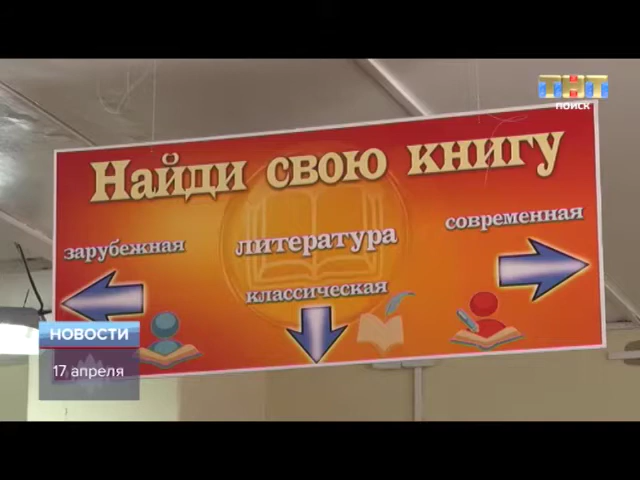 ТНТ
ПОИСК
Найди свою книгу
зарубежная
литература
современная
классическая
НОВОСТИ
17 апреля